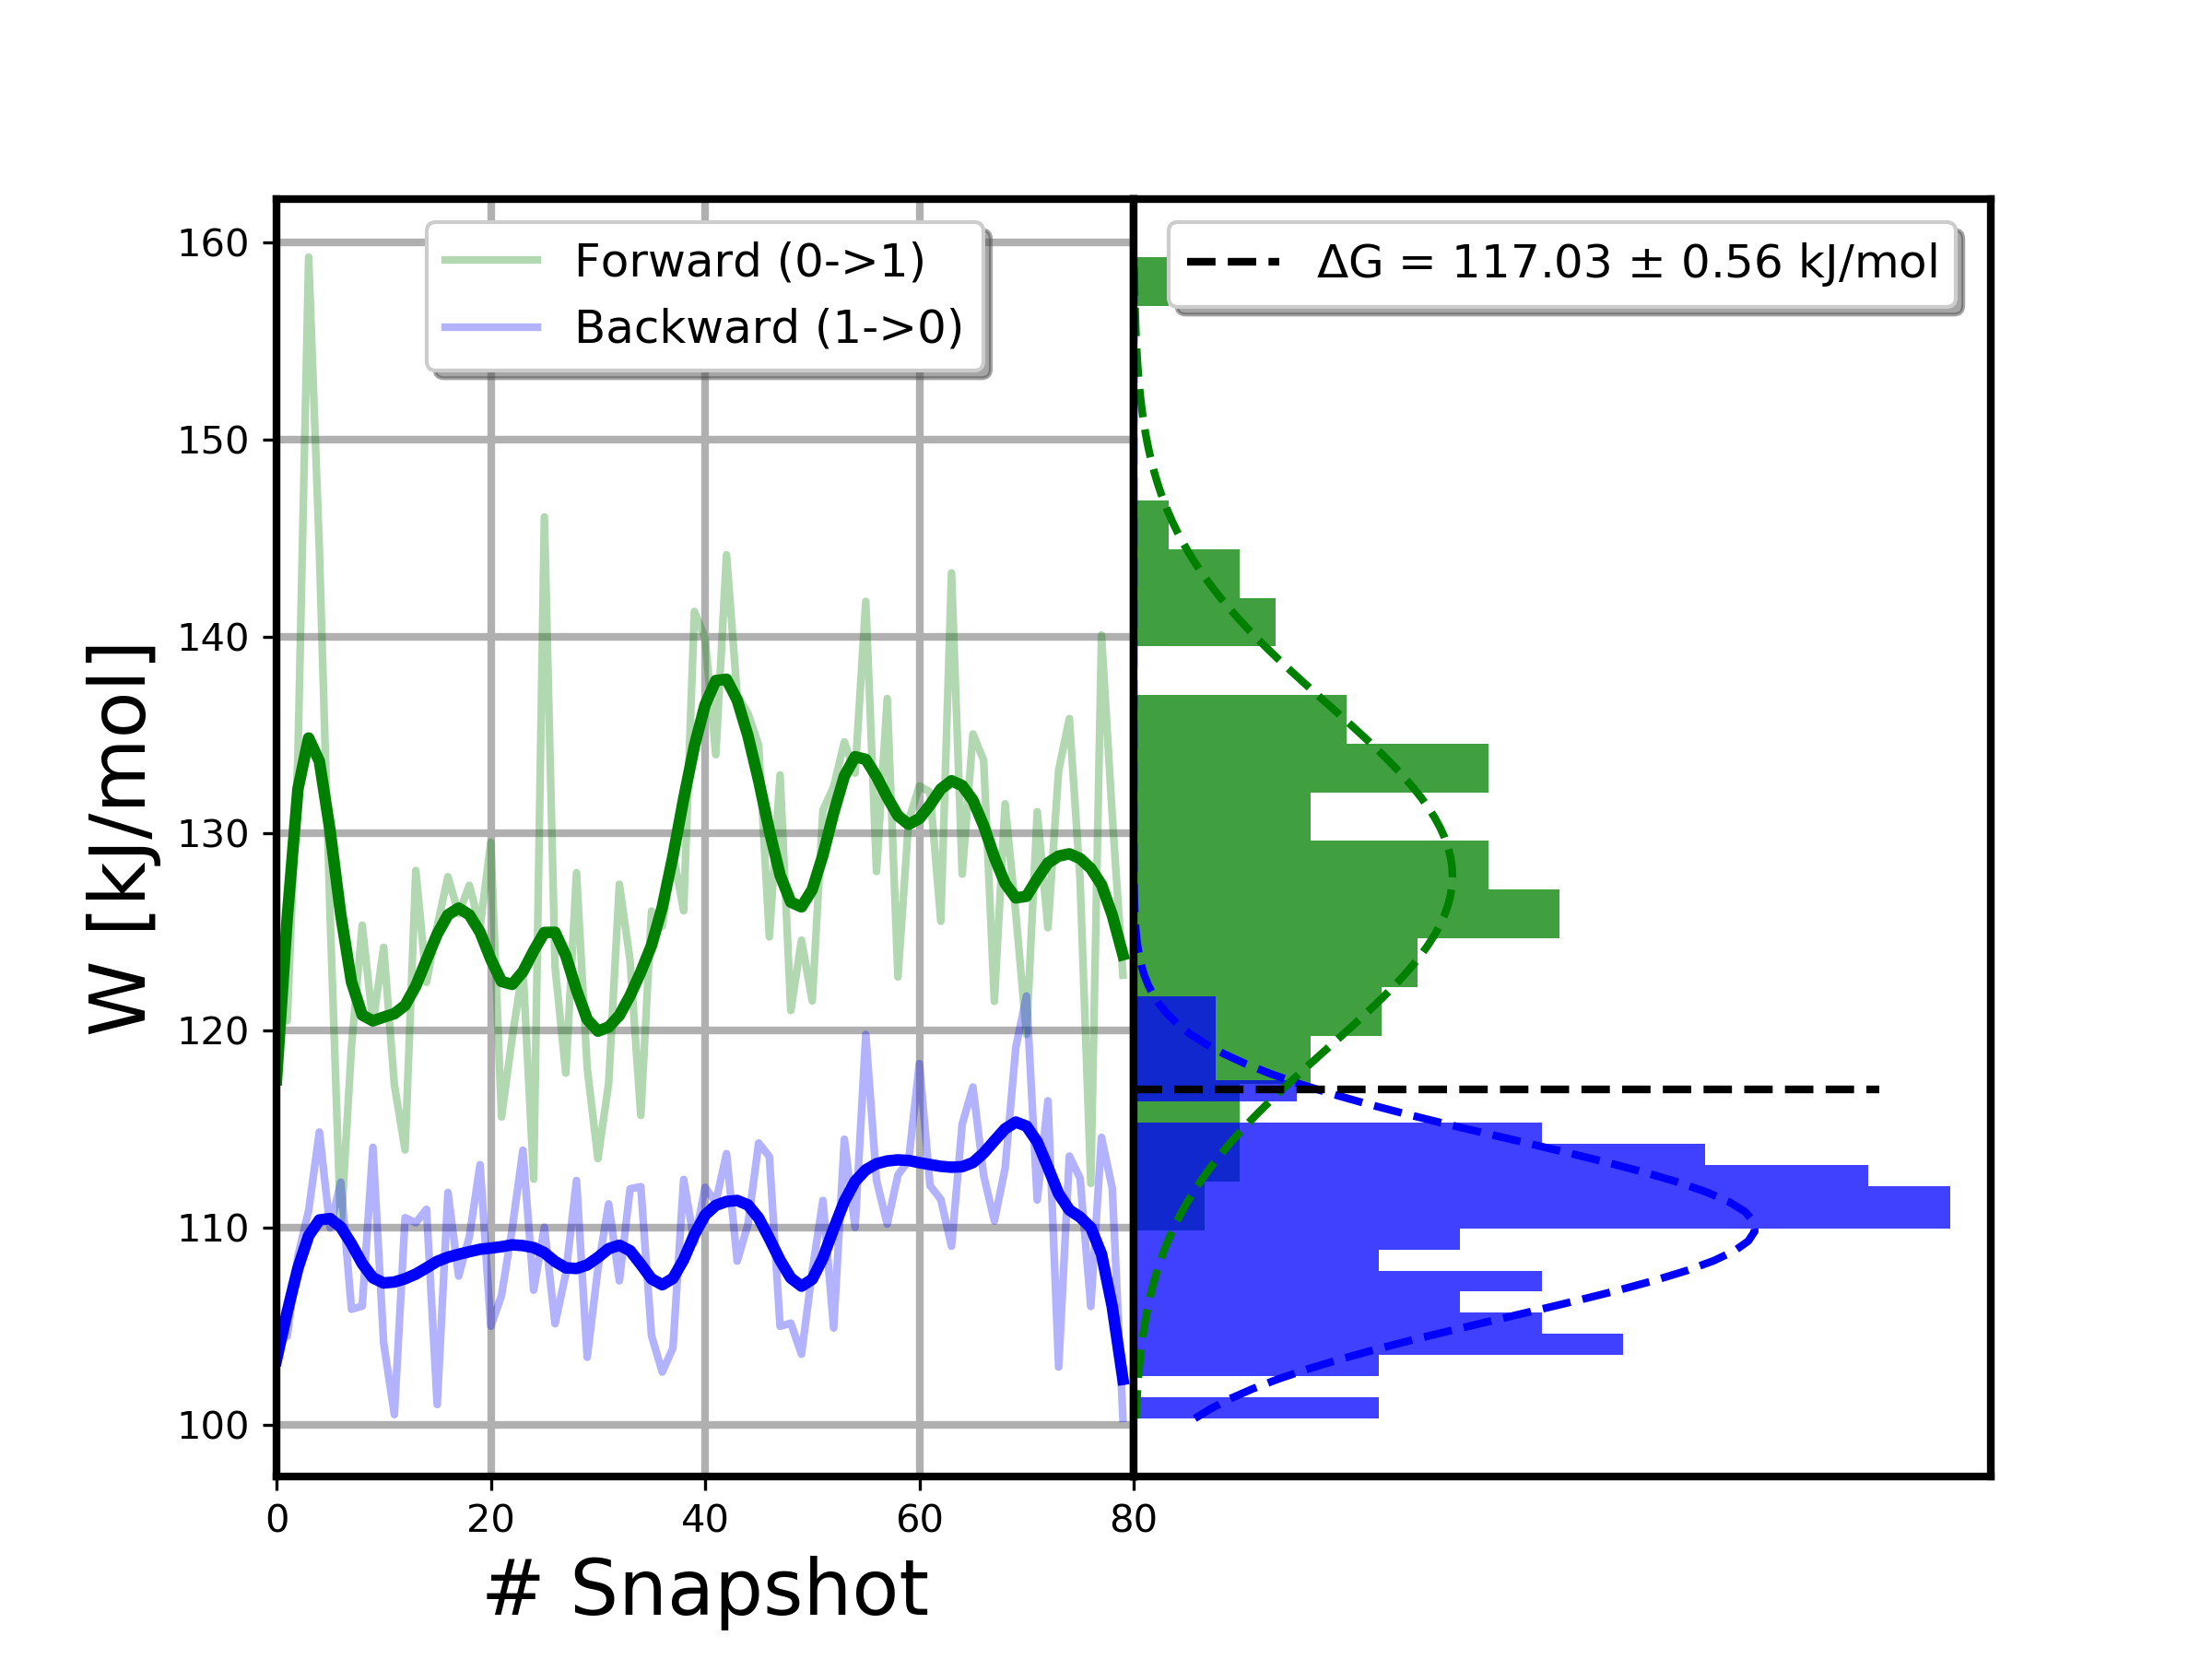 Forward (0->1)
Backward (1->0)
ΔG = 117.03 ± 0.56 kJ/mol
W [kJ/mol]
160
150
140
130
120
110
100
0 20 40 60 80
# Snapshot